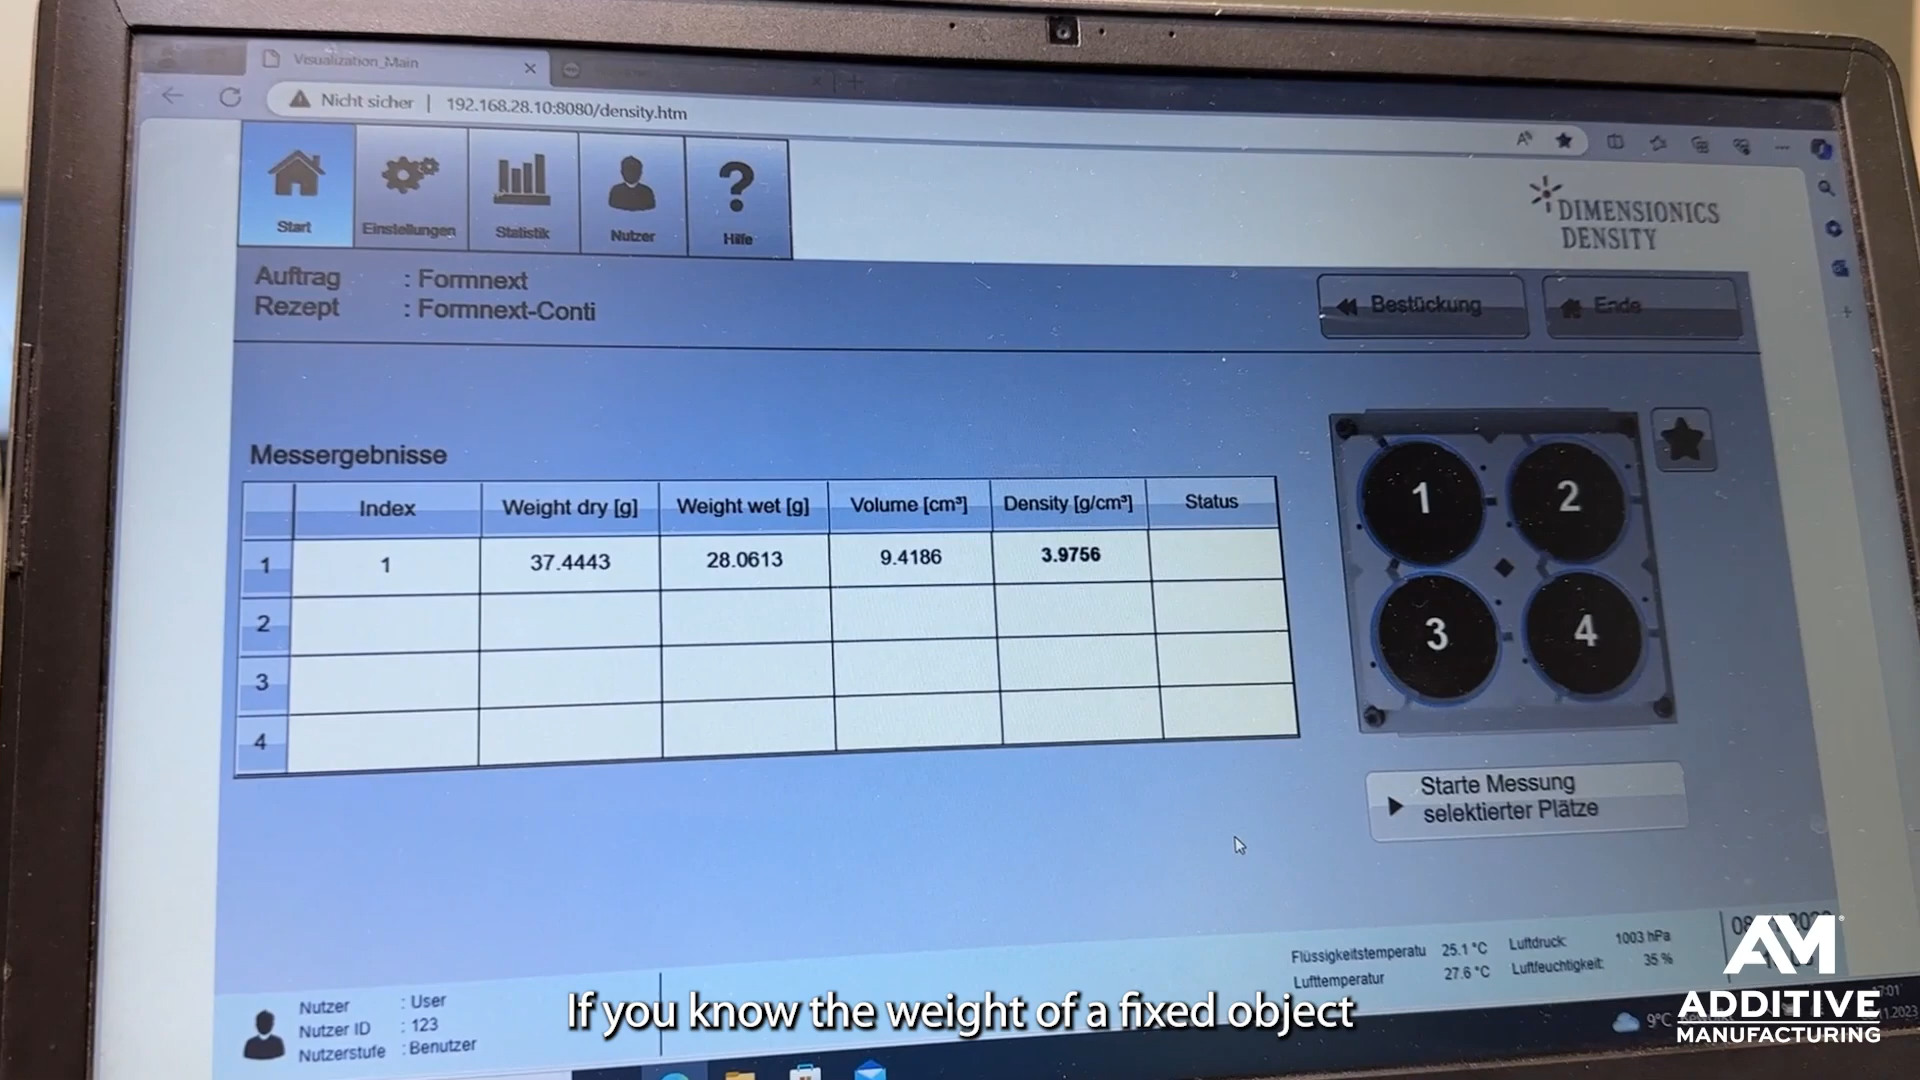 Visualization_Main
Nicht sicher | 192.168.28.10:8080/density.htm
Start
Einstellungen
Statistik
Nutzer
?
Hilfe
DIMENSIONICS
DENSITY
Auftrag : Formnext
Rezept : Formnext-Conti
Bestückung
Ende
Messergebnisse
Index Weight dry [g] Weight wet [g] Volume [cm³] Density [g/cm³] Status
1 1 37.4443 28.0613 9.4186 3.9756
2
3
4
1 2
3 4
Starte Messung
selektierter Plätze
Flüssigkeitstemperatu 25.1 °C Luftdruck: 1003 hPa
Lufttemperatur 27.6 °C Luftfeuchtigkeit: 35 %
Nutzer : User
Nutzer ID : 123
Nutzerstufe : Benutzer
If you know the weight of a fixed object
9°C
AM
ADDITIVE
MANUFACTURING